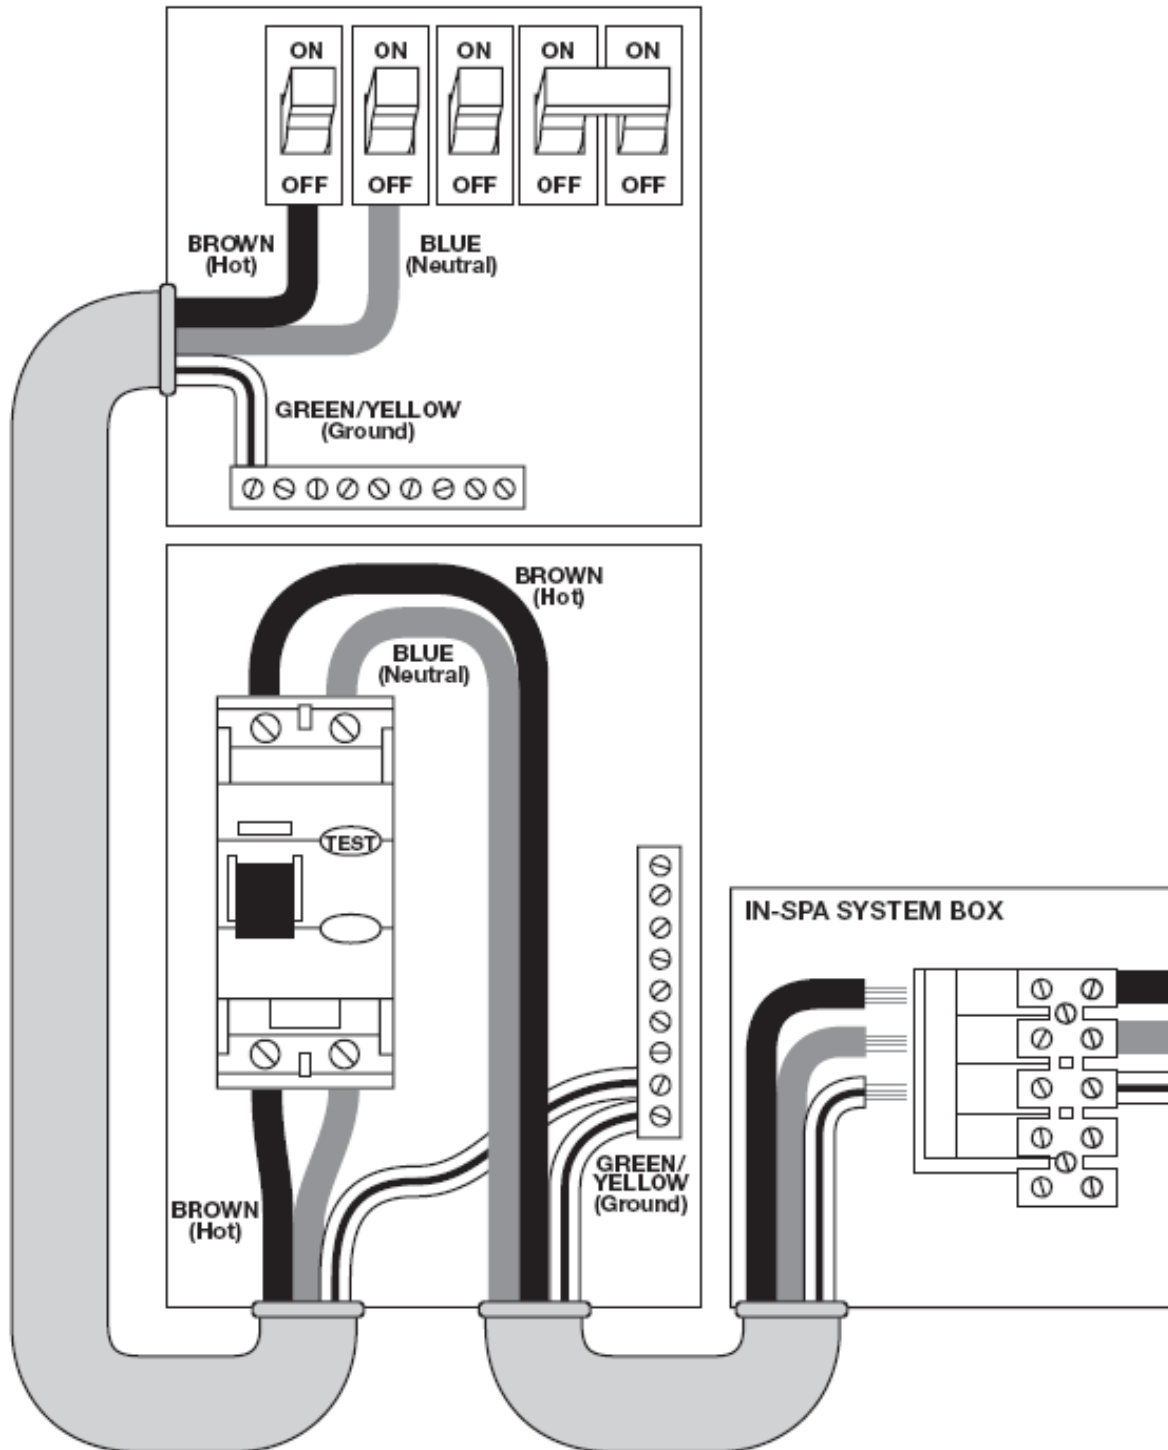 ON ON ON ON ON
OFF OFF OFF OFF OFF
BROWN
(Hot)
BLUE
(Neutral)
GREEN/YELLOW
(Ground)
BROWN
(Hot)
BLUE
(Neutral)
TEST
IN-SPA SYSTEM BOX
GREEN/
YELLOW
(Ground)
BROWN
(Hot)